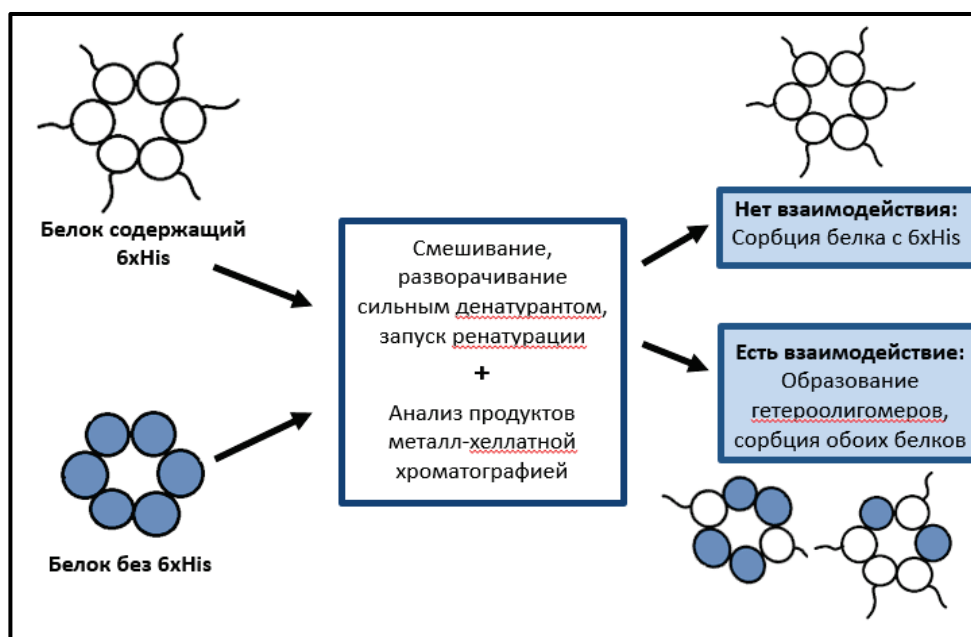 Белок содержащий
6xHis
Белок без 6xHis
Смешивание,
разворачивание
сильным денатурантом,
запуск ренатурации
+
Анализ продуктов
металл-хеллатной
хроматографией
Нет взаимодействия:
Сорбция белка с 6xHis
Есть взаимодействие:
Образование
гетероолигомеров,
сорбция обоих белков